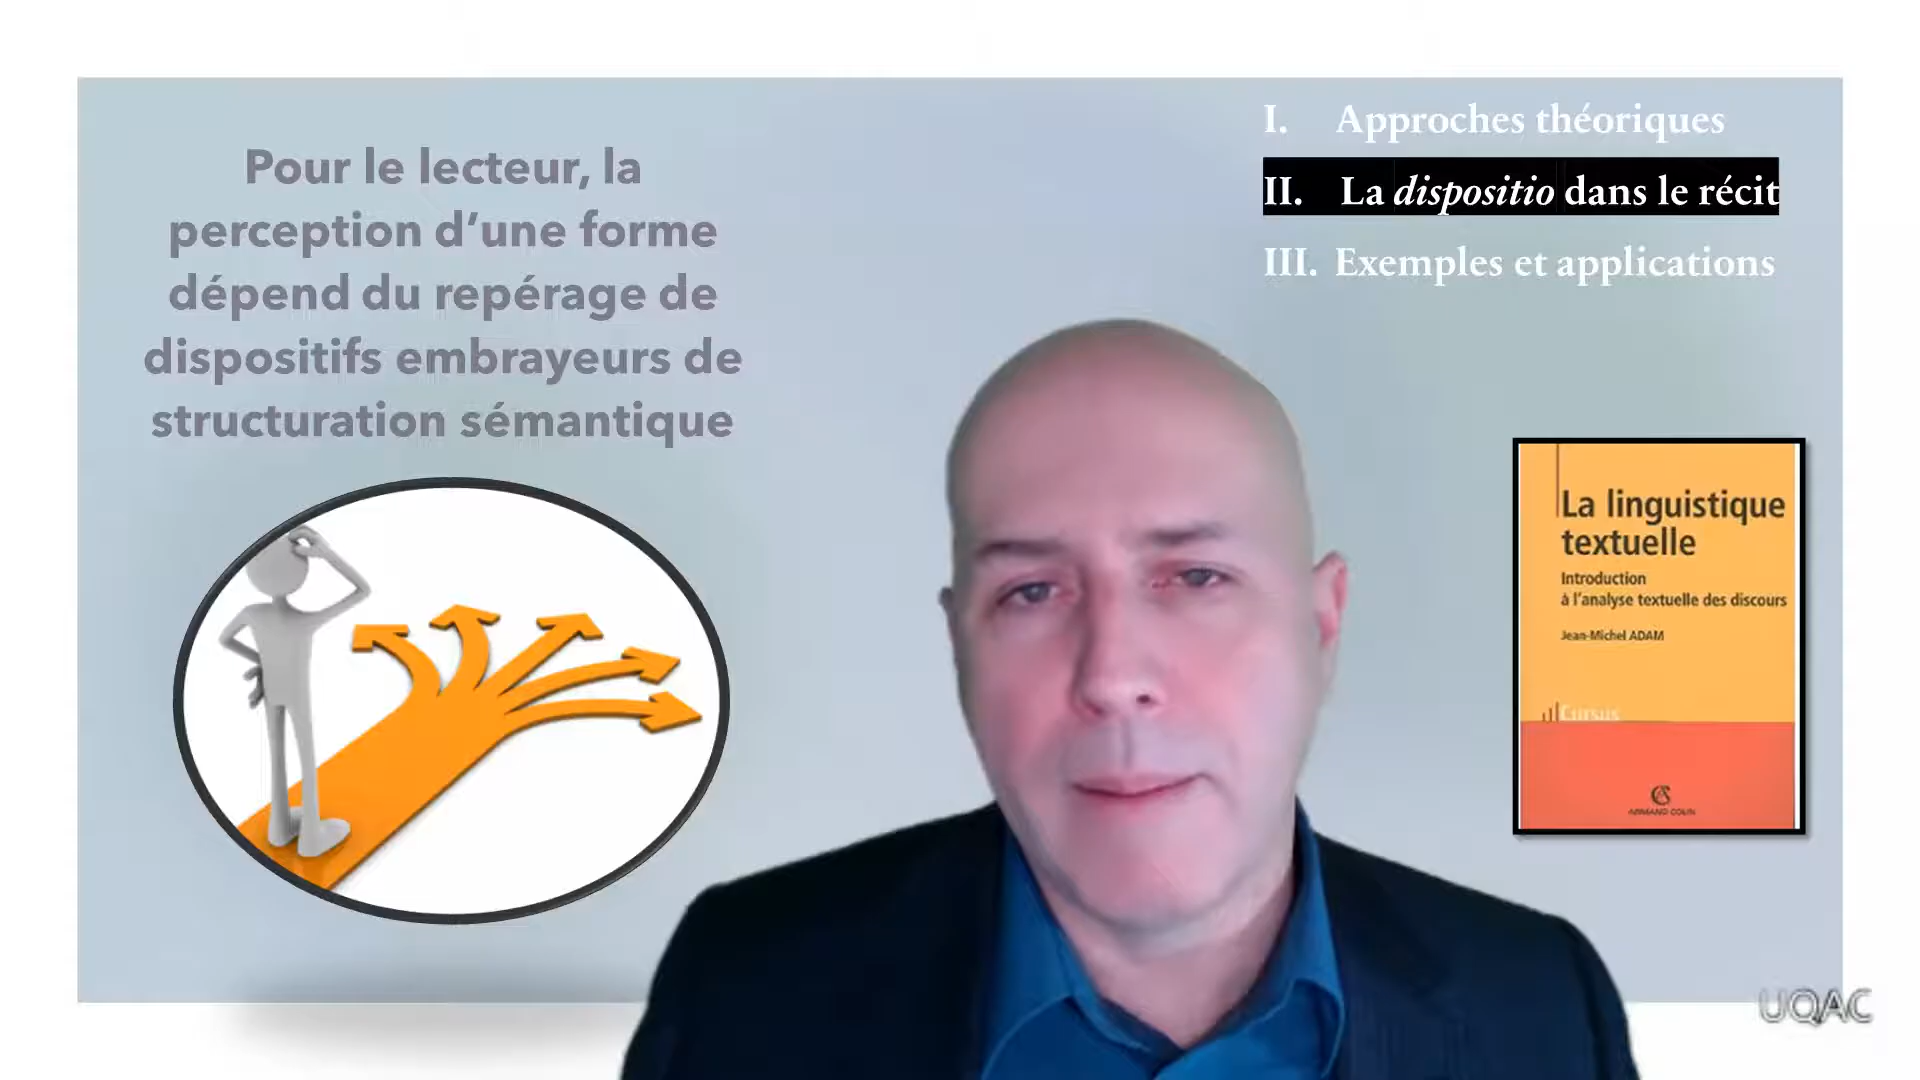 Pour le lecteur, la
perception d’une forme
dépend du repérage de
dispositifs embrayeurs de
structuration sémantique
I. Approches théoriques
II. La dispositio dans le récit
III. Exemples et applications
La linguistique
textuelle
Introduction
à l’analyse textuelle des discours
Jean-Michel ADAM
Cursus
ARMAND COLIN
UQAC